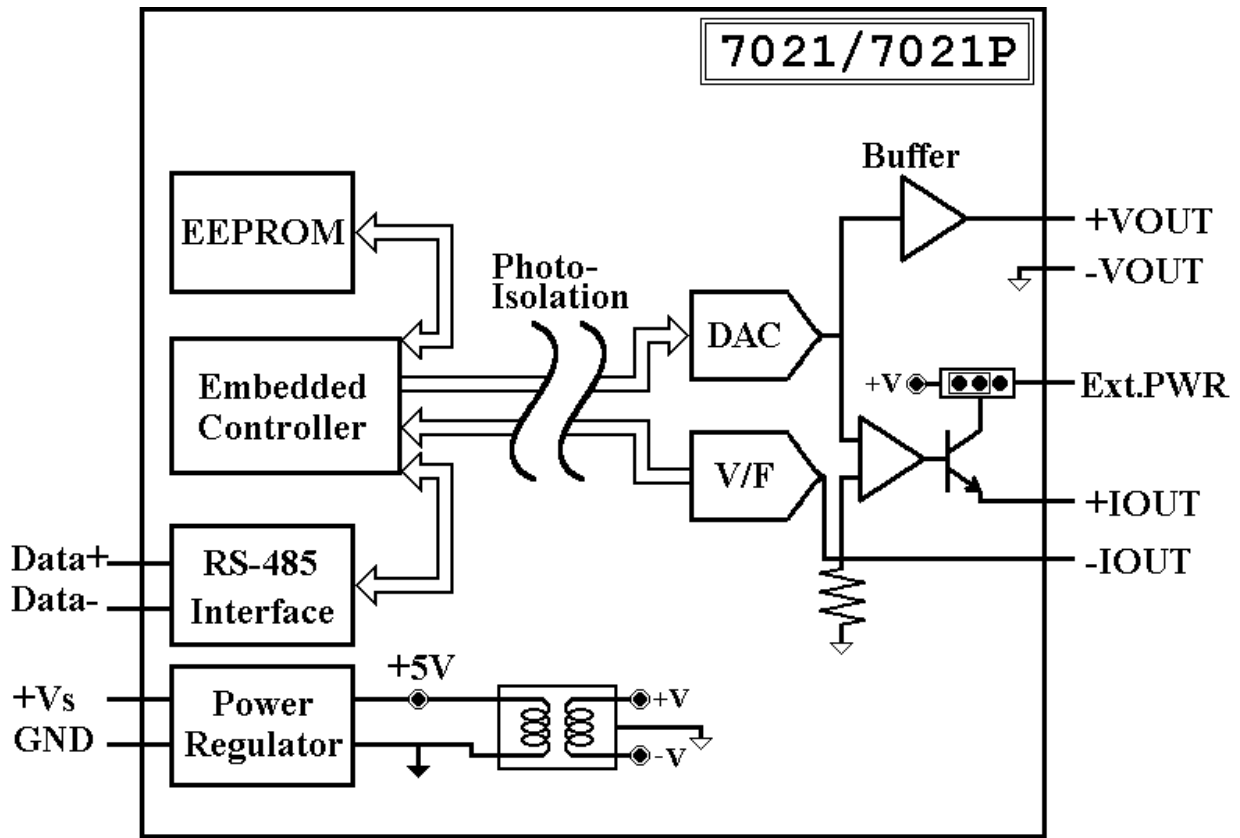 7021/7021P
Buffer
+VOUT
-VOUT
EEPROM
Photo-
Isolation
DAC
+V
Ext.PWR
Embedded
Controller
V/F
+IOUT
-IOUT
Data+
Data-
RS-485
Interface
+5V
+Vs
GND
Power
Regulator
+V
-V